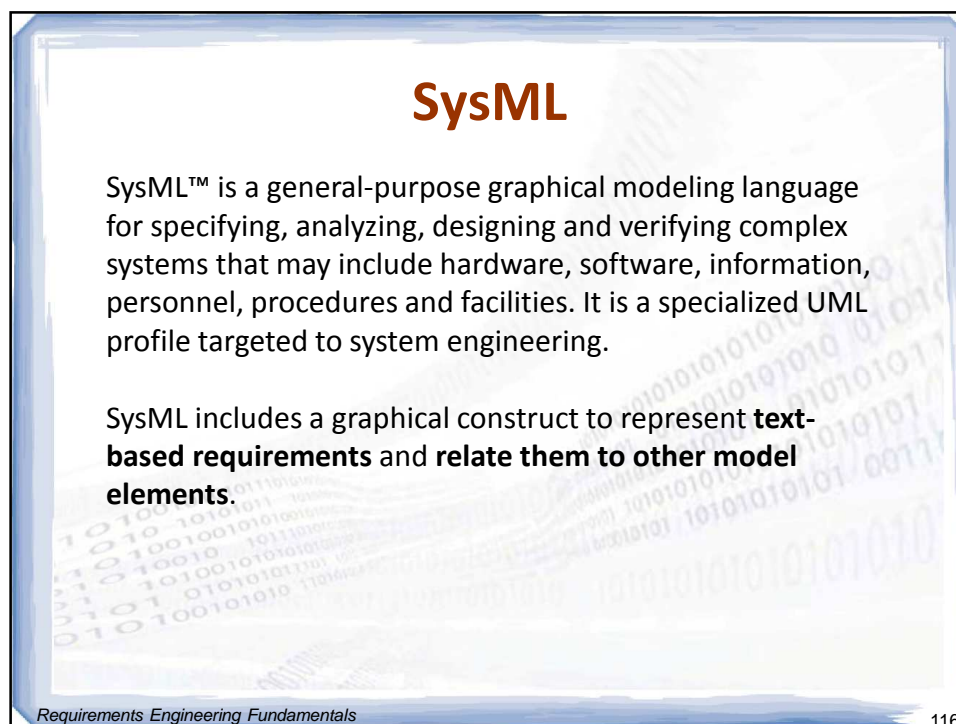 SysML
SysML™ is a general-purpose graphical modeling language
for specifying, analyzing, designing and verifying complex
systems that may include hardware, software, information,
personnel, procedures and facilities. It is a specialized UML
profile targeted to system engineering.
SysML includes a graphical construct to represent text-
based requirements and relate them to other model
elements.
Requirements Engineering Fundamentals
116